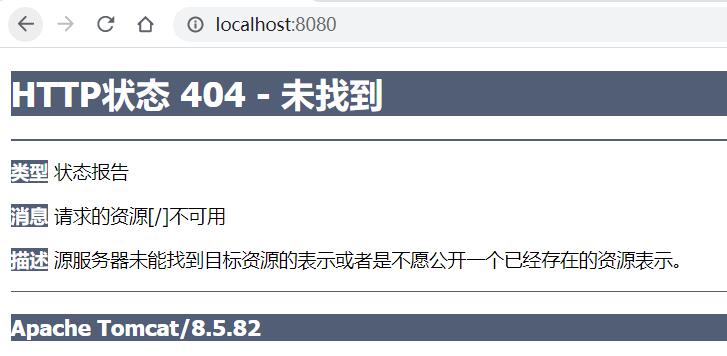 localhost:8080
HTTP状态 404 - 未找到
类型 状态报告
消息 请求的资源[/]不可用
描述 源服务器未能找到目标资源的表示或者是不愿公开一个已经存在的资源表示。
Apache Tomcat/8.5.82